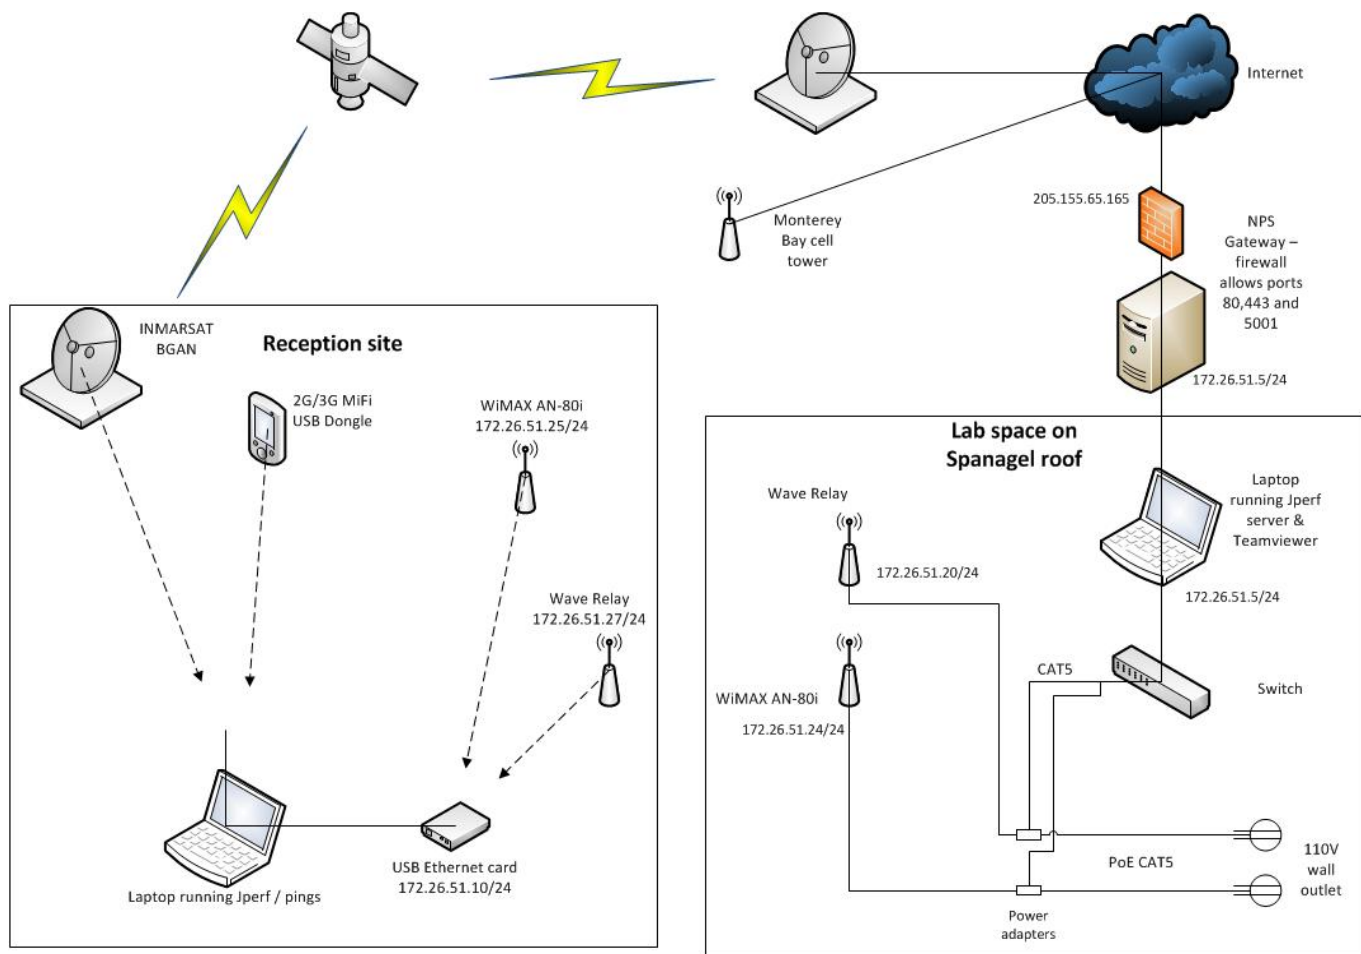 Internet
205.155.65.165
NPS
Gateway –
firewall
allows ports
80,443 and
5001
Monterey
Bay cell
tower
172.26.51.5/24
INMARSAT
BGAN
Reception site
2G/3G MiFi
USB Dongle
WiMAX AN-80i
172.26.51.25/24
Wave Relay
172.26.51.27/24
USB Ethernet card
172.26.51.10/24
Laptop running Jperf / pings
Lab space on
Spanagel roof
Wave Relay
172.26.51.20/24
Laptop
running Jperf
server &
Teamviewer
172.26.51.5/24
CAT5
Switch
WiMAX AN-80i
172.26.51.24/24
PoE CAT5
110V
wall
outlet
Power
adapters